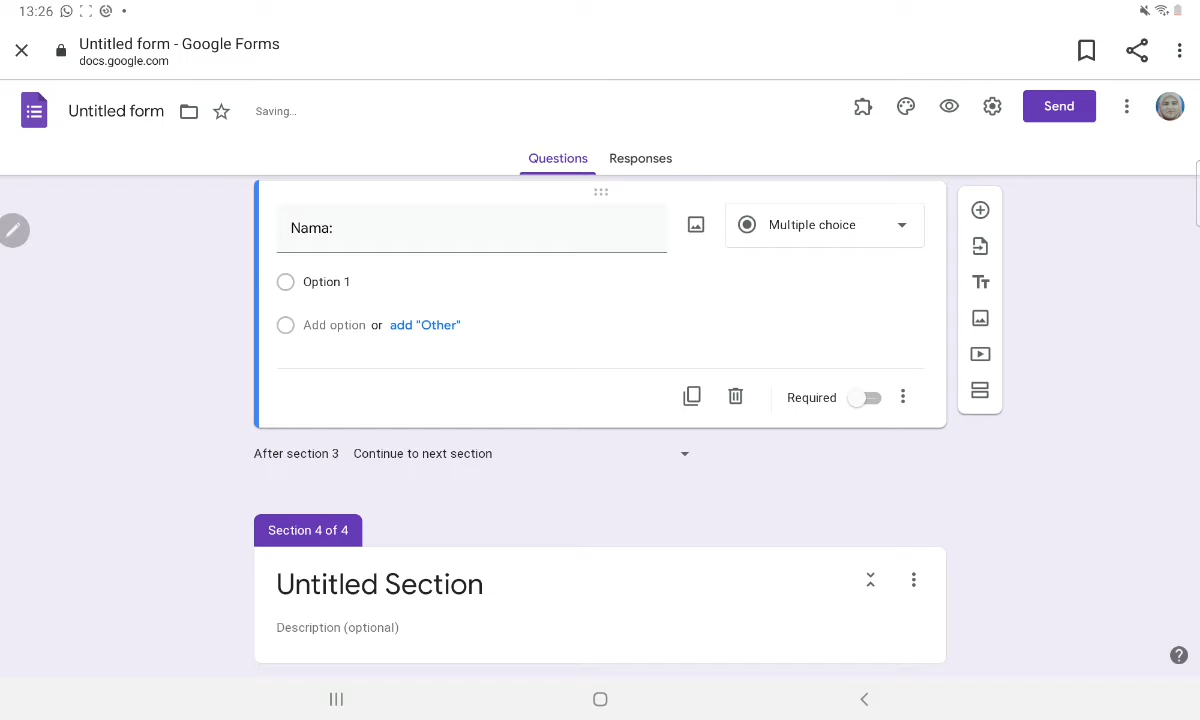 13:26
Untitled form - Google Forms
docs.google.com
Untitled form
Saving...
Send
Questions
Responses
Nama:
Multiple choice
Option 1
Add option or add "Other"
Required
After section 3 Continue to next section
Section 4 of 4
Untitled Section
Description (optional)